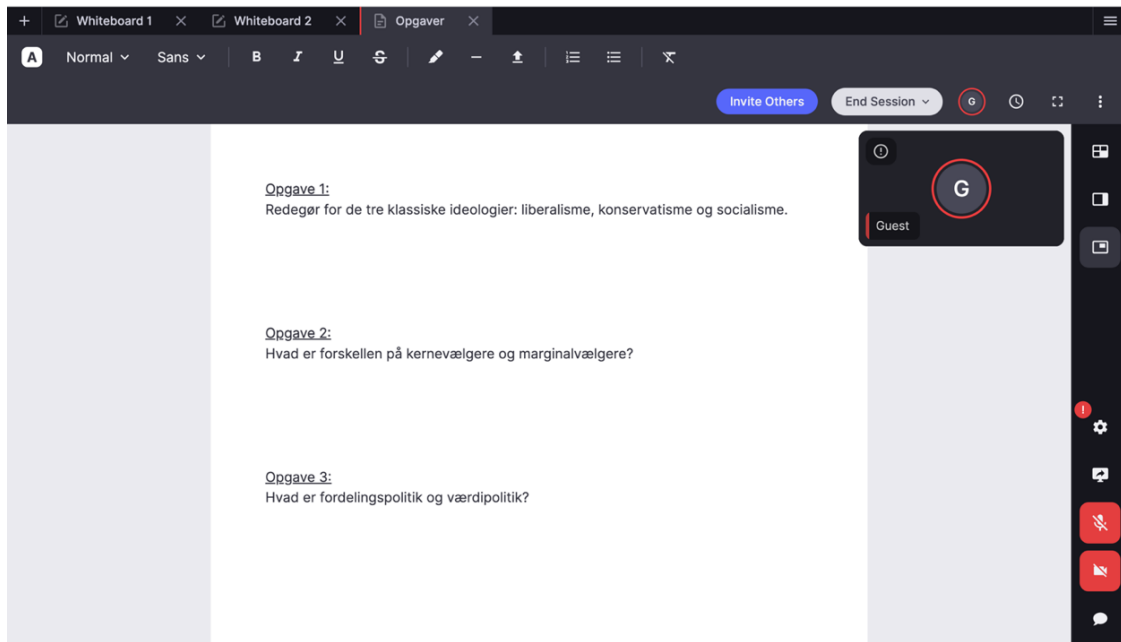 Whiteboard 1
Whiteboard 2
Opgaver
A
Normal
Sans
B
I
U
S
Invite Others
End Session
G
G
Guest
Opgave 1:
Redegør for de tre klassiske ideologier: liberalisme, konservatisme og socialisme.
Opgave 2:
Hvad er forskellen på kernevælgere og marginalvælgere?
Opgave 3:
Hvad er fordelingspolitik og værdipolitik?